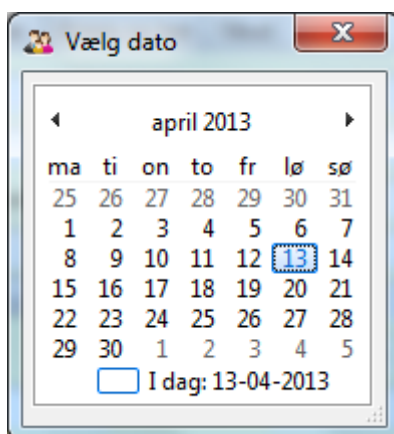 Vælg dato
april 2013
ma ti on to fr lø sø
25 26 27 28 29 30 31
1 2 3 4 5 6 7
8 9 10 11 12 13 14
15 16 17 18 19 20 21
22 23 24 25 26 27 28
29 30 1 2 3 4 5
I dag: 13-04-2013